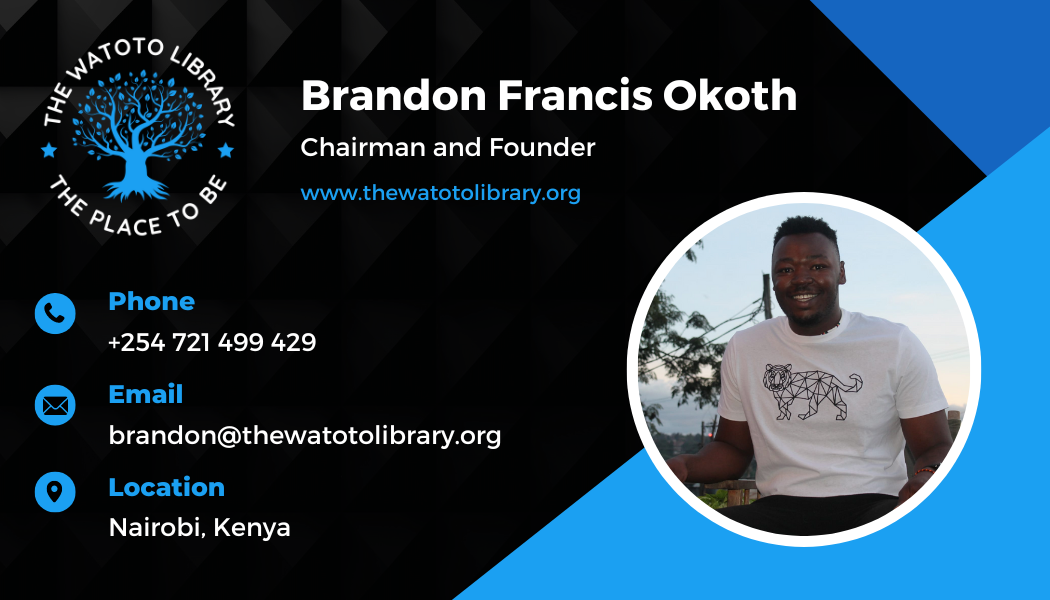 THE WATOTO LIBRARY
THE PLACE TO BE
Brandon Francis Okoth
Chairman and Founder
www.thewatotolibrary.org
Phone
+254 721 499 429
Email
brandon@thewatotolibrary.org
Location
Nairobi, Kenya